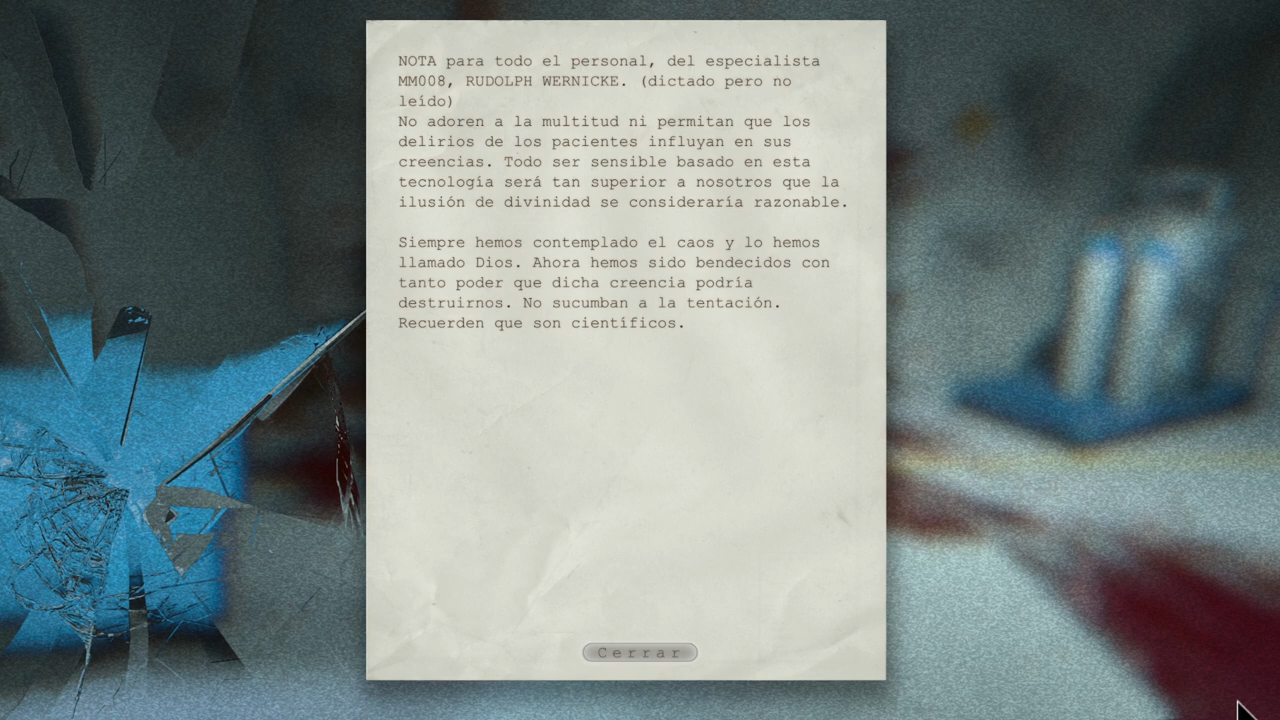 NOTA para todo el personal, del especialista
MM008, RUDOLPH WERNICKE. (dictado pero no
leído)
No adoren a la multitud ni permitan que los
delirios de los pacientes influyan en sus
creencias. Todo ser sensible basado en esta
tecnología será tan superior a nosotros que la
ilusión de divinidad se consideraría razonable.
Siempre hemos contemplado el caos y lo hemos
llamado Dios. Ahora hemos sido bendecidos con
tanto poder que dicha creencia podría
destruirnos. No sucumban a la tentación.
Recuerden que son científicos.
Cerrar